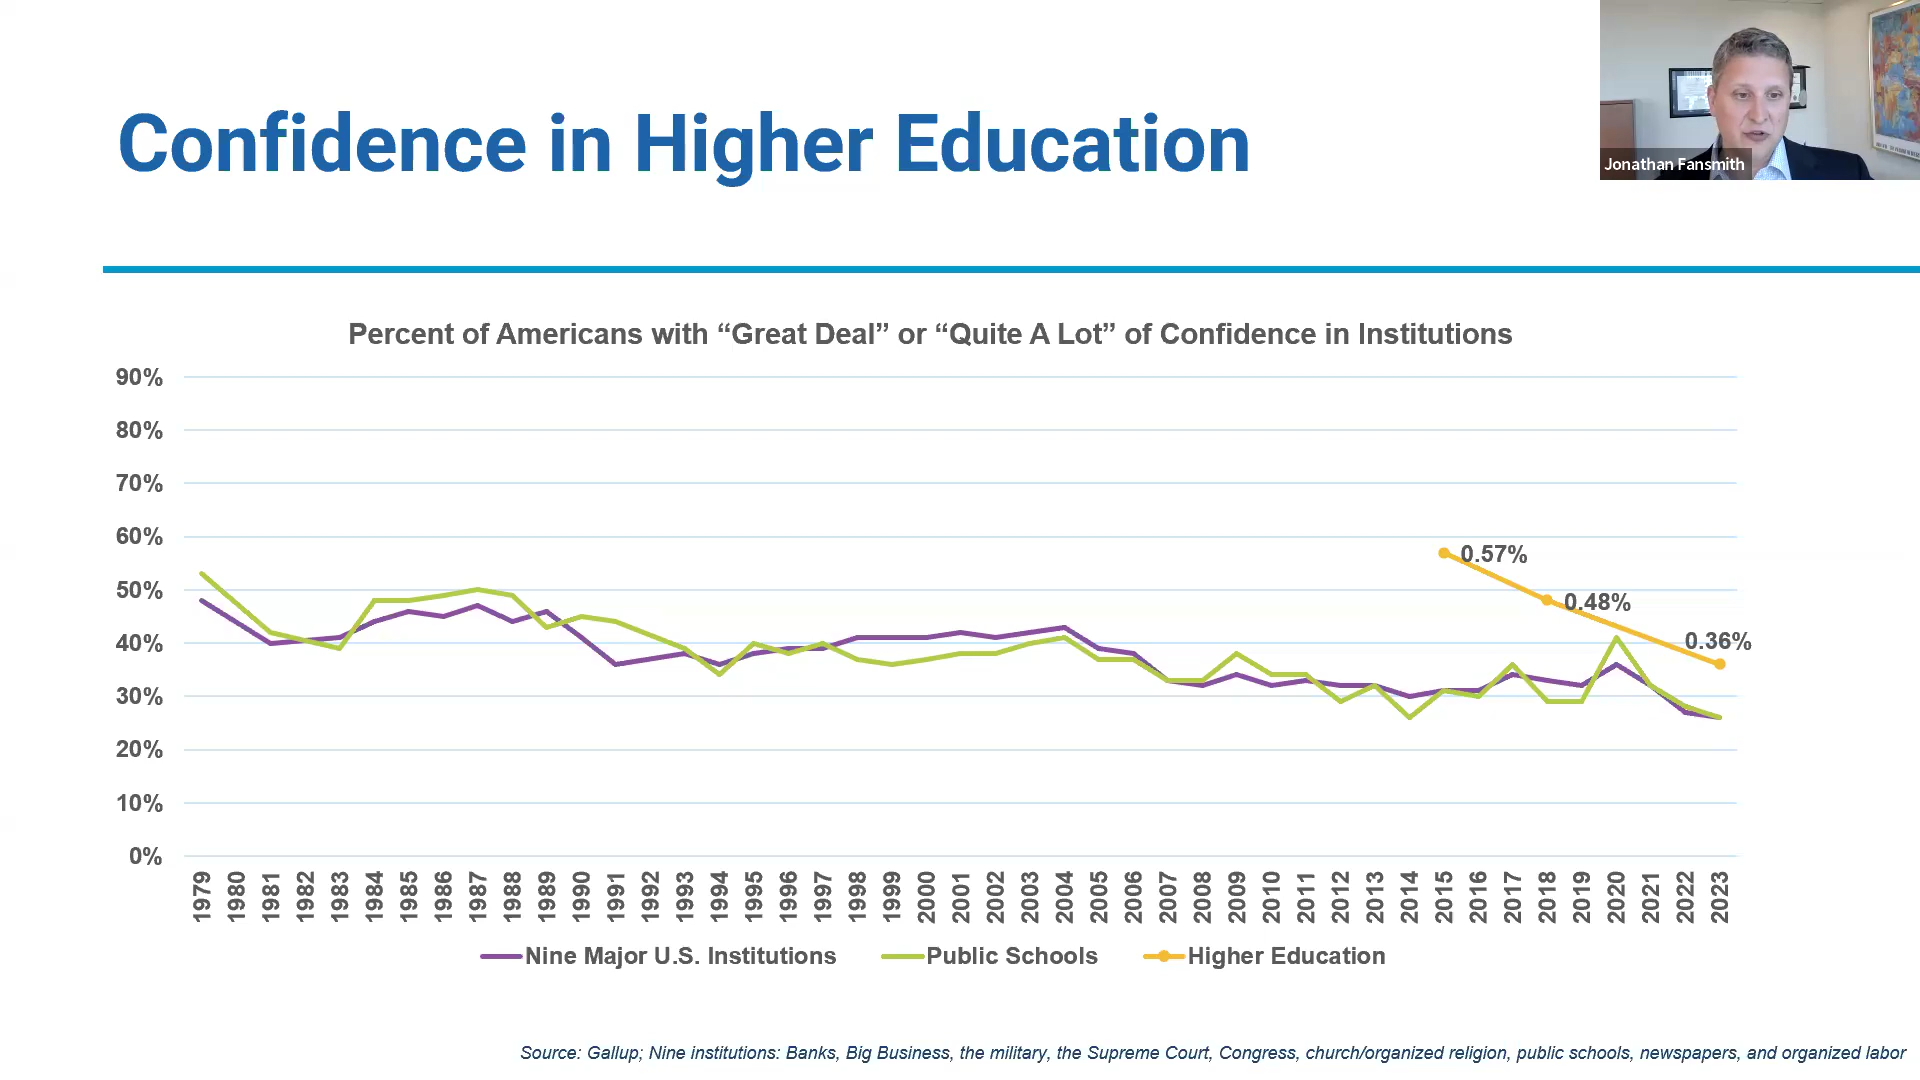 Confidence in Higher Education
Jonathan Fansmith
Percent of Americans with “Great Deal” or “Quite A Lot” of Confidence in Institutions
90%
80%
70%
60%
50%
40%
30%
20%
10%
0%
0.57%
0.48%
0.36%
1979 1980 1981 1982 1983 1984 1985 1986 1987 1988 1989 1990 1991 1992 1993 1994 1995 1996 1997 1998 1999 2000 2001 2002 2003 2004 2005 2006 2007 2008 2009 2010 2011 2012 2013 2014 2015 2016 2017 2018 2019 2020 2021 2022 2023
Nine Major U.S. Institutions Public Schools Higher Education
Source: Gallup; Nine institutions: Banks, Big Business, the military, the Supreme Court, Congress, church/organized religion, public schools, newspapers, and organized labor